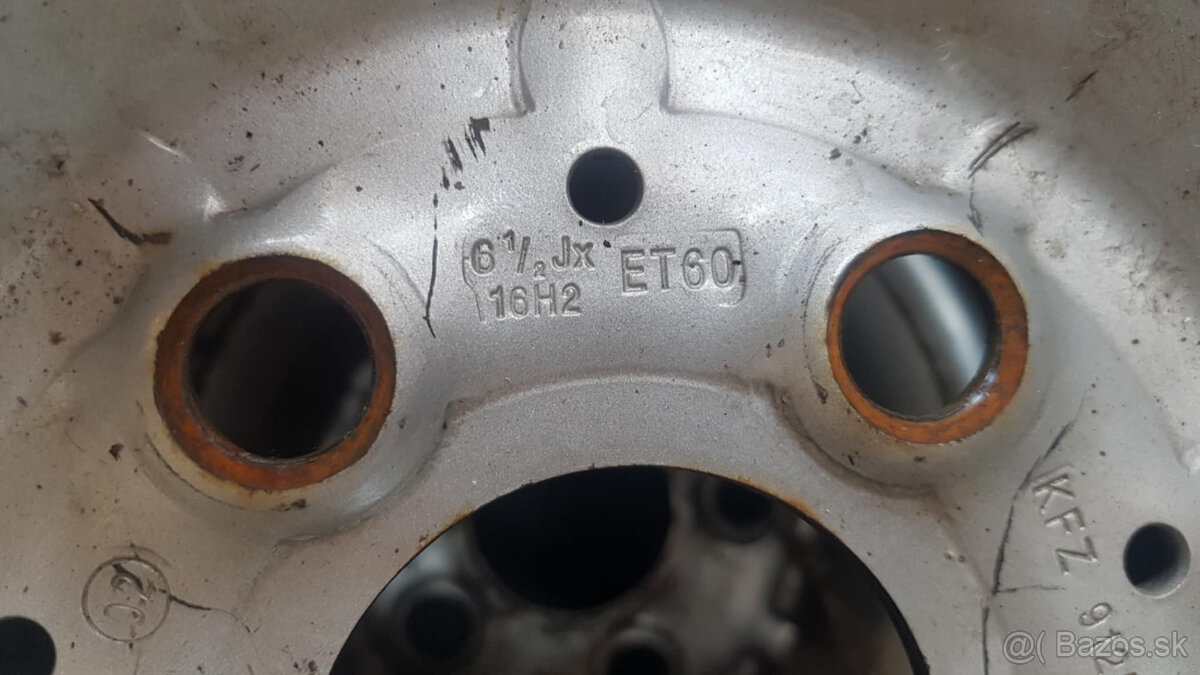 6 1/2 Jx
16H2
ET60
KFZ
@( Bazos.sk